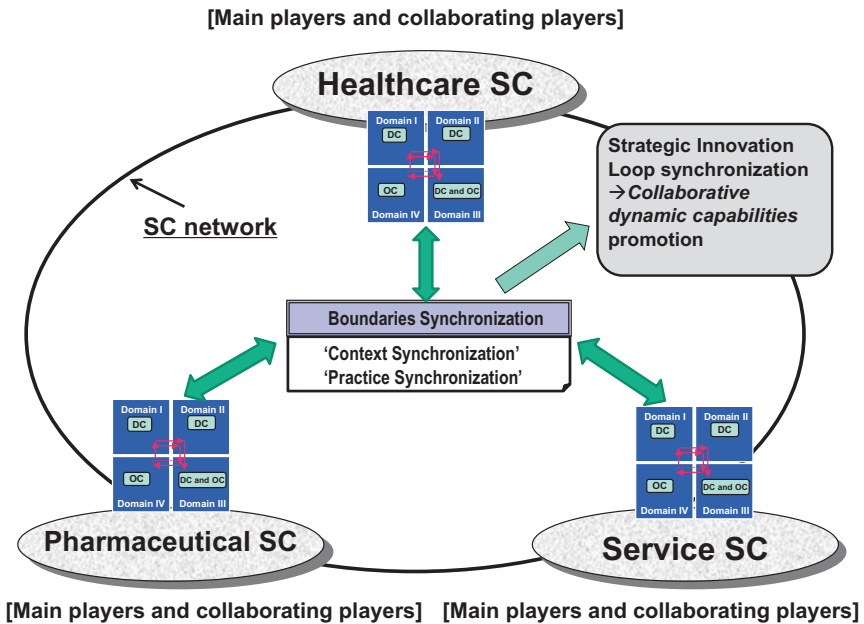 [Main players and collaborating players]
Healthcare SC
Domain I
Domain II
DC
DC
OC
DC and OC
Domain IV
Domain III
Strategic Innovation
Loop synchronization
→Collaborative
dynamic capabilities
promotion
SC network
Boundaries Synchronization
‘Context Synchronization’
‘Practice Synchronization’
Domain I
Domain II
DC
DC
OC
DC and OC
Domain IV
Domain III
Pharmaceutical SC
Domain I
Domain II
DC
DC
OC
DC and OC
Domain IV
Domain III
Service SC
[Main players and collaborating players]
[Main players and collaborating players]